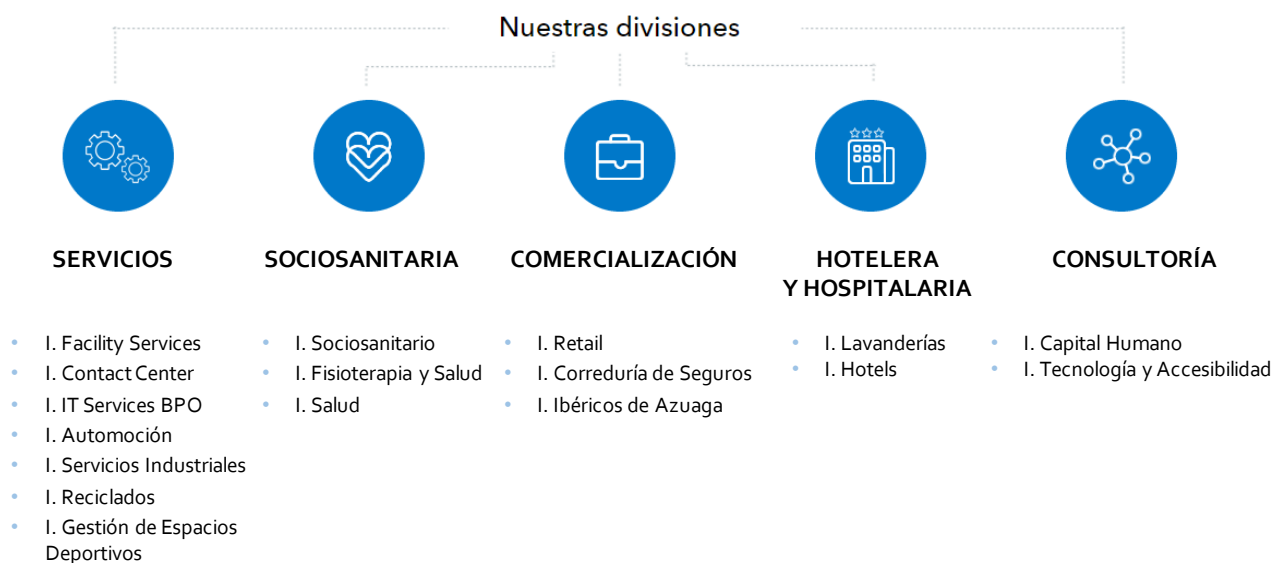 Nuestras divisiones
SERVICIOS
• I. Facility Services
• I. Contact Center
• I. IT Services BPO
• I. Automoción
• I. Servicios Industriales
• I. Reciclados
• I. Gestión de Espacios
Deportivos
SOCIOSANITARIA
• I. Sociosanitario
• I. Fisioterapia y Salud
• I. Salud
COMERCIALIZACIÓN
• I. Retail
• I. Correduría de Seguros
• I. Ibéricos de Azuaga
HOTELERA
Y HOSPITALARIA
• I. Lavanderías
• I. Hotels
CONSULTORÍA
• I. Capital Humano
• I. Tecnología y Accesibilidad